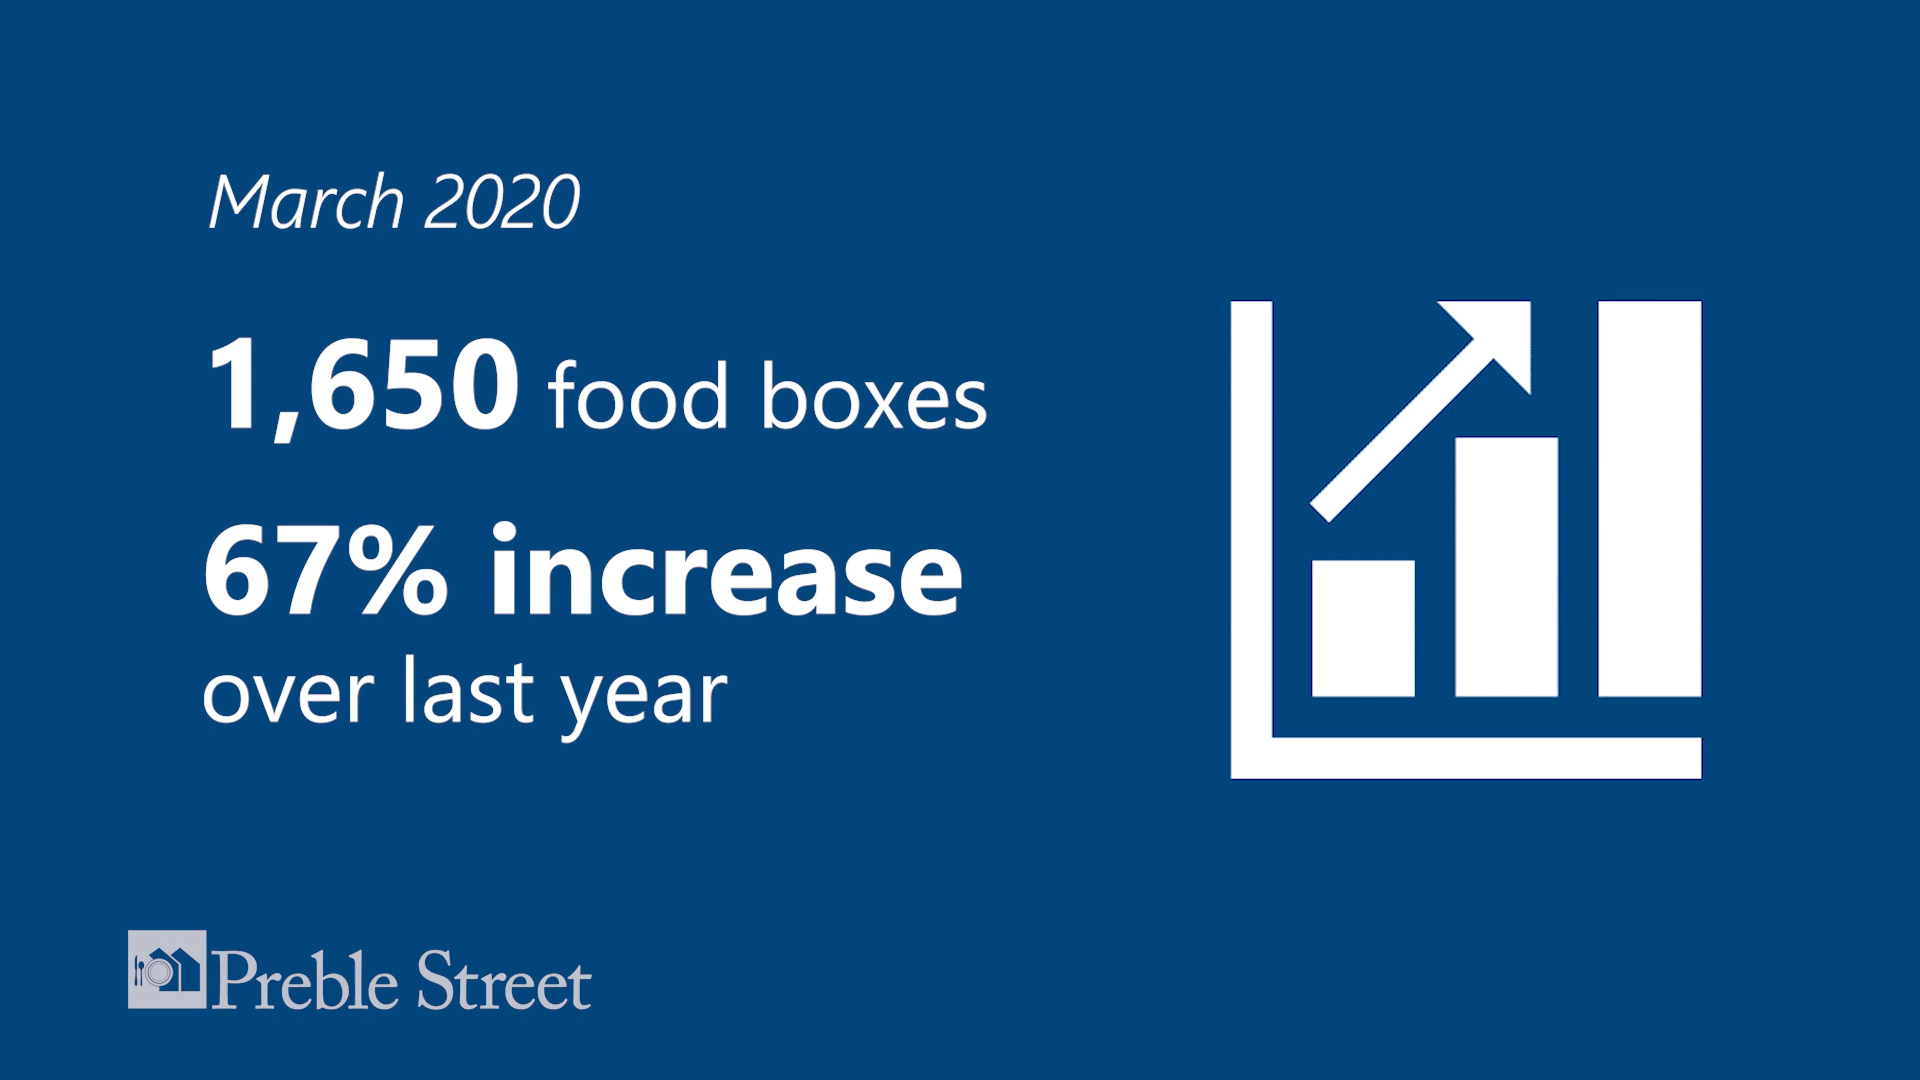 March 2020
1,650 food boxes
67% increase
over last year
Preble Street